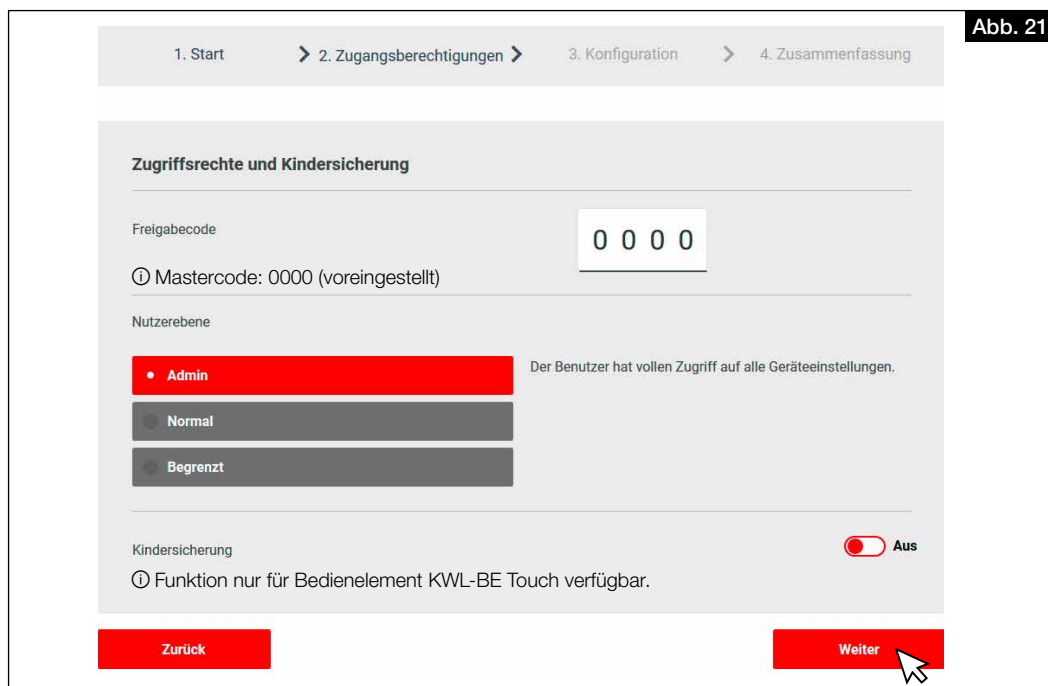 Abb. 21
1. Start > 2. Zugangsberechtigungen > 3. Konfiguration > 4. Zusammenfassung
Zugriffsrechte und Kindersicherung
Freigabecode 0 0 0 0
ⓘ Mastercode: 0000 (voreingestellt)
Nutzerebene
Admin Der Benutzer hat vollen Zugriff auf alle Geräteeinstellungen.
Normal
Begrenzt
Kindersicherung Aus
ⓘ Funktion nur für Bedienelement KWL-BE Touch verfügbar.
Zurück Weiter